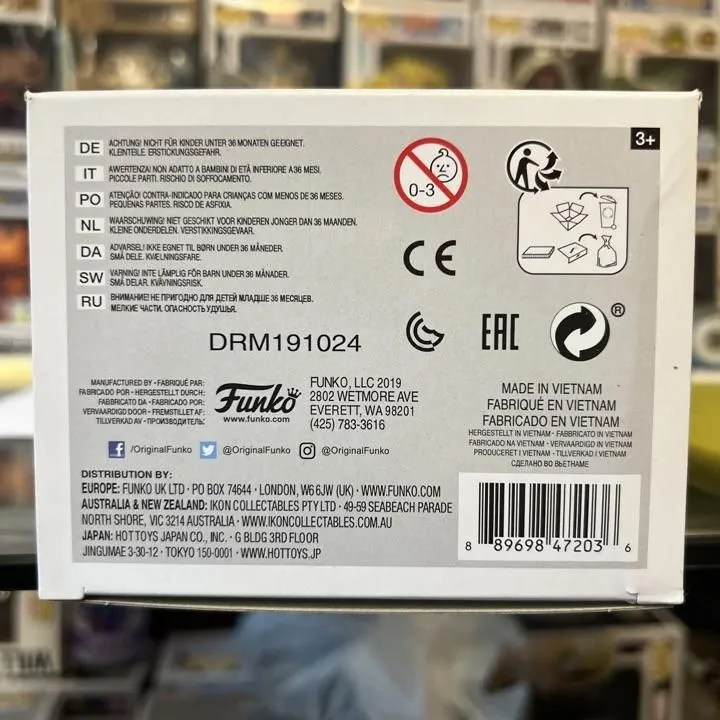 3+
DE ACHTUNG! NICHT FÜR KINDER UNTER 36 MONATEN GEEIGNET.
KLEINTEILE. ERSTICKUNGSGEFAHR.
IT AWERTENZA! NON ADATTO A BAMBINI DI ETÀ INFERIORE A 36 MESI.
PICCOLE PARTI. RISCHIO DI SOFFOCAMENTO.
PO ATENÇÃO! CONTRA-INDICADO PARA CRIANÇAS COM MENOS DE 36 MESES.
PEQUENAS PARTES. RISCO DE ASFIXIA.
NL WAARSCHUWING! NIET GESCHIKT VOOR KINDEREN JONGER DAN 36 MAANDEN.
KLEINE ONDERDELEN. VERSTIKKINGSGEVAAR.
DA ADVARSEL! IKKE EGNET TIL BØRN UNDER 36 MÅNEDER.
SMÅ DELE. KVÆLNINGSFARE.
SW VARNING! INTE LÄMPLIG FÖR BARN UNDER 36 MÅNADER.
SMÅ DELAR. KVÄVNINGSRISK.
RU ВНИМАНИЕ! НЕ ПРИГОДНО ДЛЯ ДЕТЕЙ МЛАДШЕ 36 МЕСЯЦЕВ.
МЕЛКИЕ ЧАСТИ. ОПАСНОСТЬ УДУШЬЯ.
0-3
CE
EAC
®
DRM191024
MANUFACTURED BY • FABRIQUÉ PAR:
FABRICADO POR • HERGESTELLT DURCH:
FABBRICATO DA • FABRICADO POR:
VERVAARDIGD DOOR • FREMSTILLET AF:
TILLVERKAD AV • ПРОИЗВОДИТЕЛЬ:
Funko
www.funko.com
FUNKO, LLC 2019
2802 WETMORE AVE
EVERETT, WA 98201
(425) 783-3616
f /OriginalFunko @OriginalFunko @OriginalFunko
MADE IN VIETNAM
FABRIQUÉ EN VIETNAM
FABRICADO EN VIETNAM
HERGESTELLT IN VIETNAM • FABBRICATO IN VIETNAM
FABRICADO NA VIETNAM • VERVAARDIGD IN VIETNAM
PRODUCERET I VIETNAM • TILLVERKAD I VIETNAM
СДЕЛАНО ВО ВЬЕТНАМЕ
DISTRIBUTION BY:
EUROPE: FUNKO UK LTD • PO BOX 74644 • LONDON, W6 6JW (UK) • WWW.FUNKO.COM
AUSTRALIA & NEW ZEALAND: IKON COLLECTABLES PTY LTD • 49-59 SEABEACH PARADE
NORTH SHORE, VIC 3214 AUSTRALIA • WWW.IKONCOLLECTABLES.COM.AU
JAPAN: HOT TOYS JAPAN CO., INC. • G BLDG 3RD FLOOR
JINGUMAE 3-30-12 • TOKYO 150-0001 • WWW.HOTTOYS.JP
8 89698 47203 6